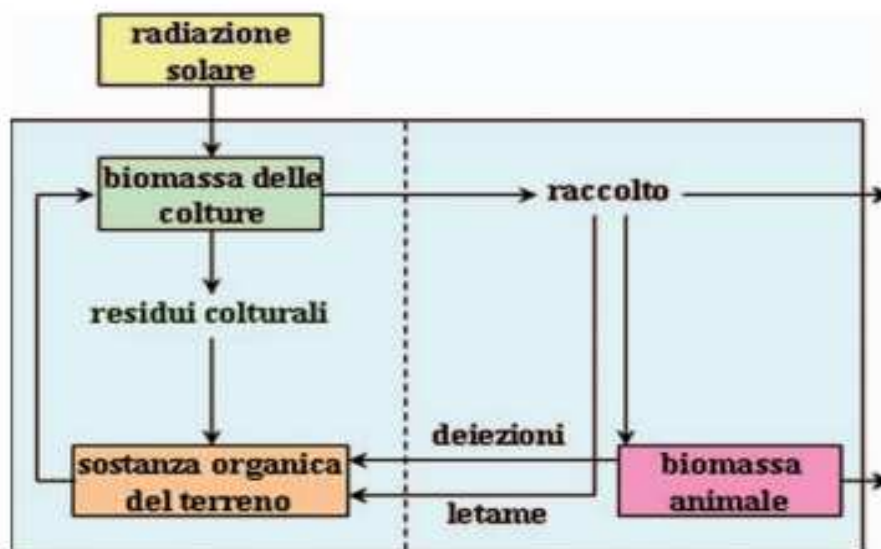 radiazione
solare
biomassa delle
colture
raccolto
residui colturali
deiezioni
sostanza organica
del terreno
biomassa
animale
letame